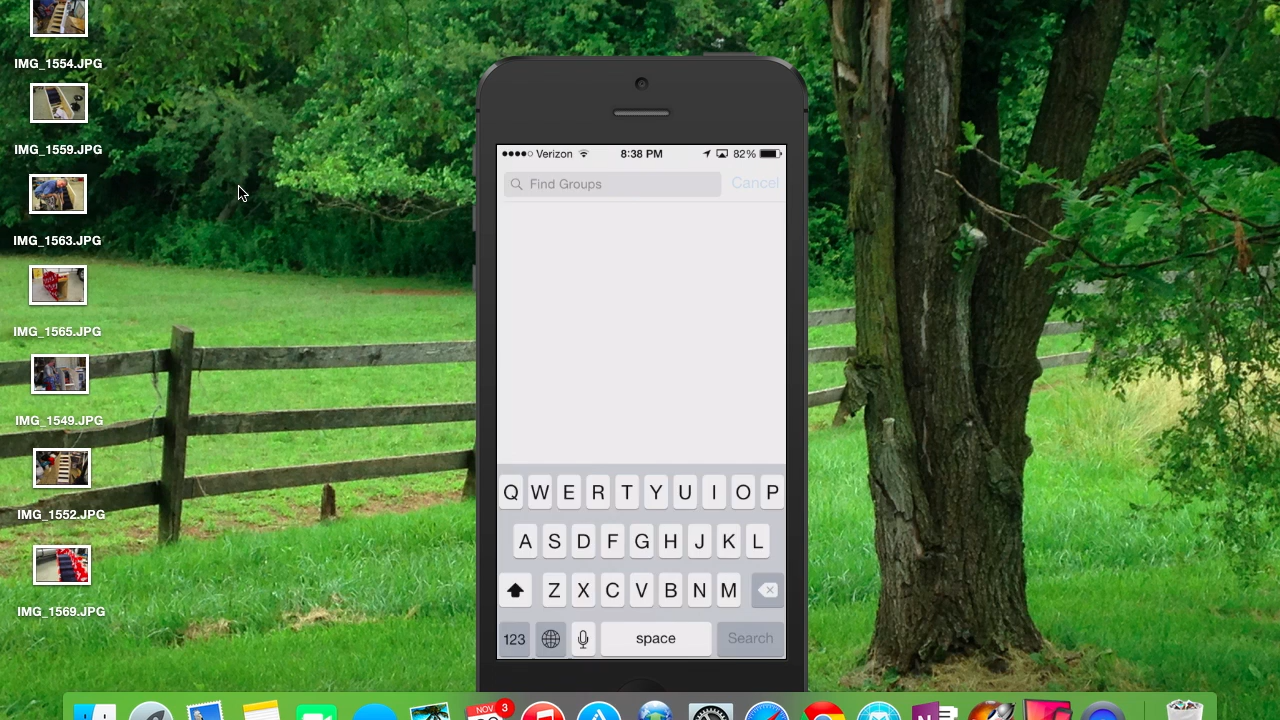 IMG_1554.JPG
IMG_1559.JPG
IMG_1563.JPG
IMG_1565.JPG
IMG_1549.JPG
IMG_1552.JPG
IMG_1569.JPG
Verizon 8:38 PM 82%
Find Groups Cancel
Q W E R T Y U I O P
A S D F G H J K L
Z X C V B N M
123 space Search
NOV 3
N